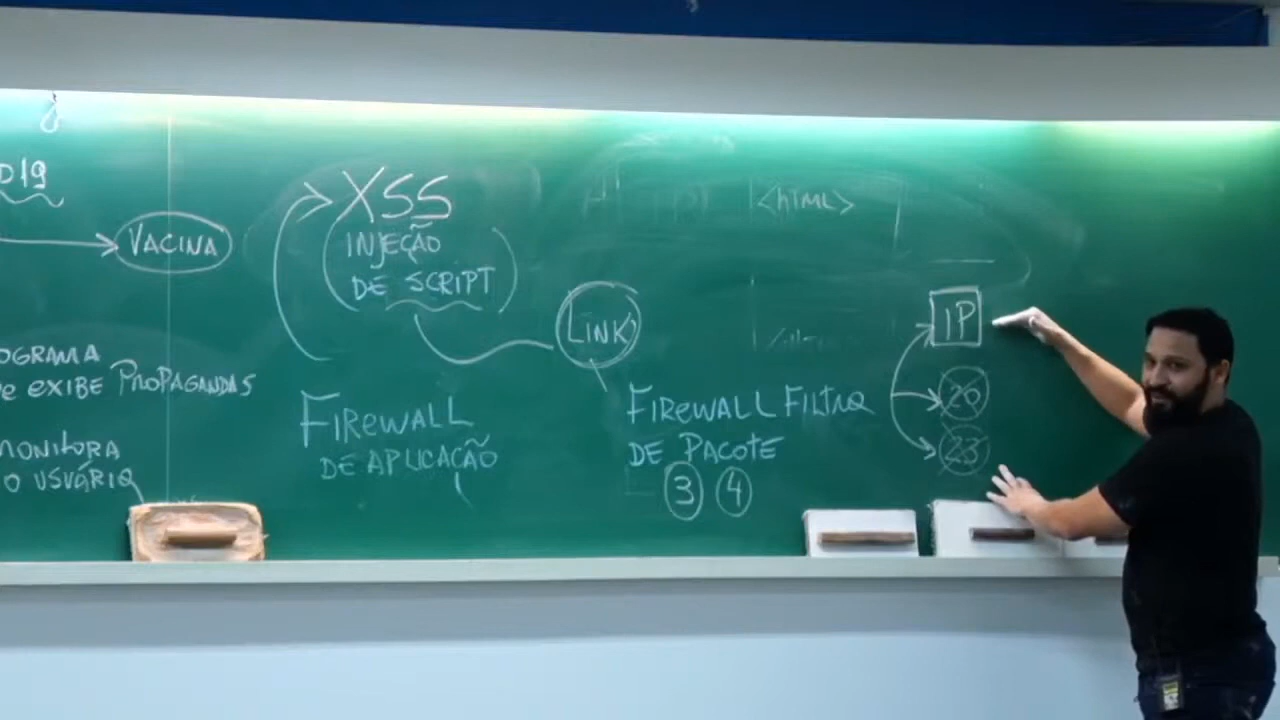 D19
VACINA
OGRAMA
e EXIBE PROPAGANDAS
MONITORA
O USUÁRIO
XSS
INJEÇÃO
DE SCRIPT
LINK
<html>
FIREWALL
DE APLICAÇÃO
FIREWALL FILTRO
DE PACOTE
3 4
IP
20
23